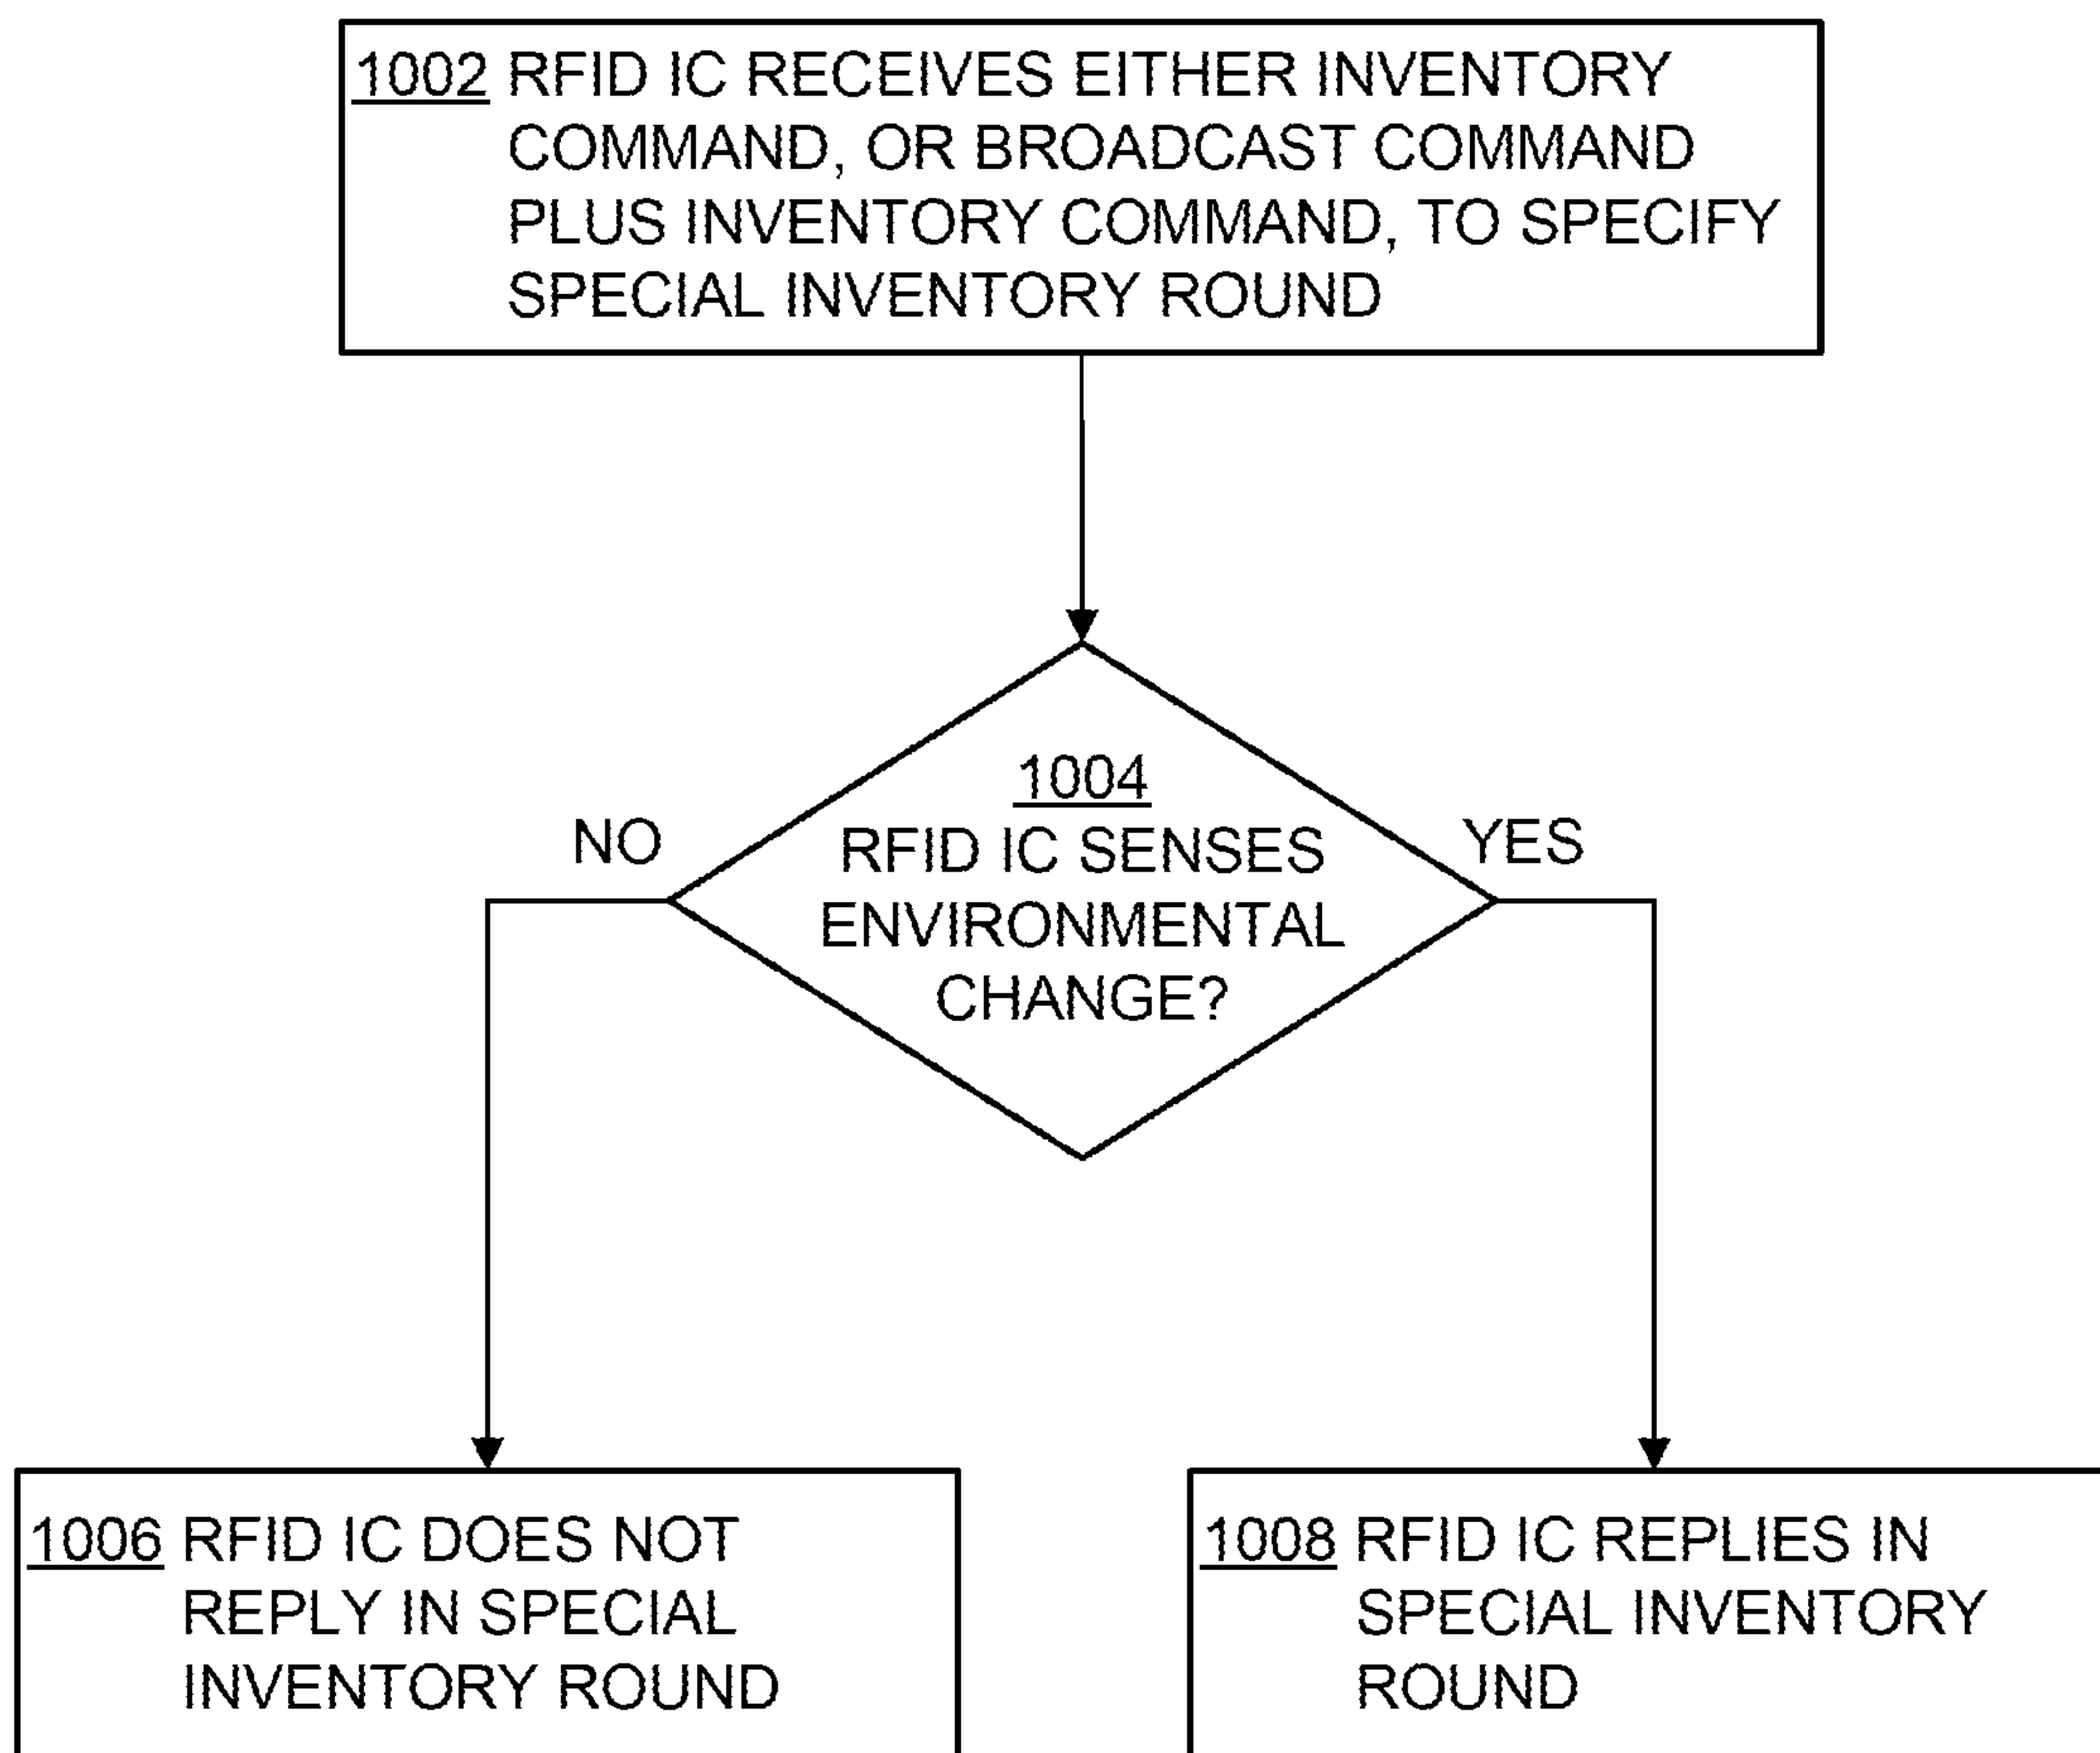 1002 RFID IC RECEIVES EITHER INVENTORY
COMMAND, OR BROADCAST COMMAND
PLUS INVENTORY COMMAND, TO SPECIFY
SPECIAL INVENTORY ROUND
1004
RFID IC SENSES
ENVIRONMENTAL
CHANGE?
NO
YES
1006 RFID IC DOES NOT
REPLY IN SPECIAL
INVENTORY ROUND
1008 RFID IC REPLIES IN
SPECIAL INVENTORY
ROUND